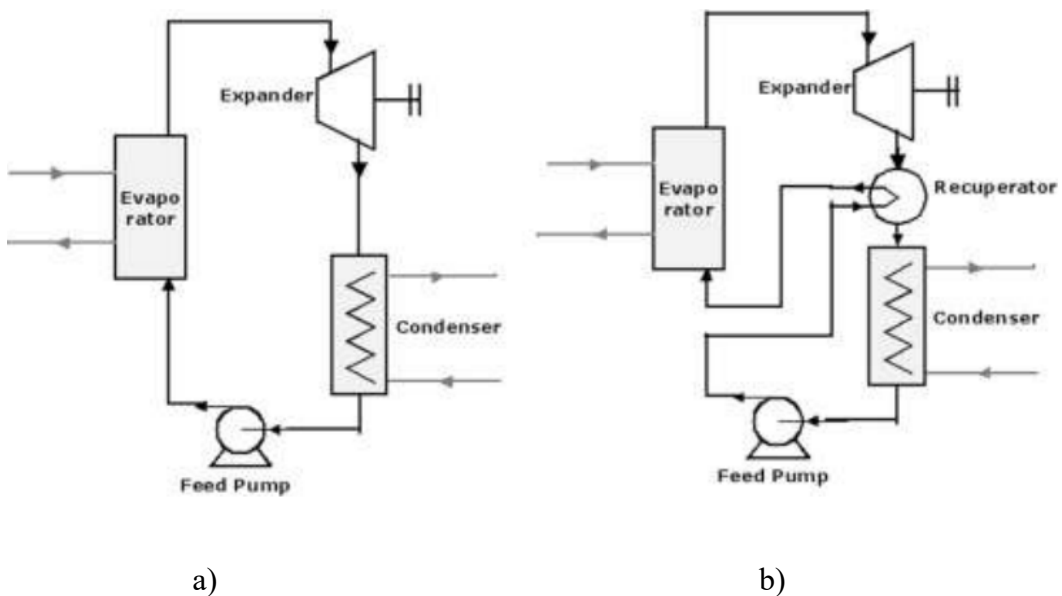 Expander
Evapo
rator
Condenser
Feed Pump
Expander
Evapo
rator
Recuperator
Condenser
Feed Pump
a)
b)